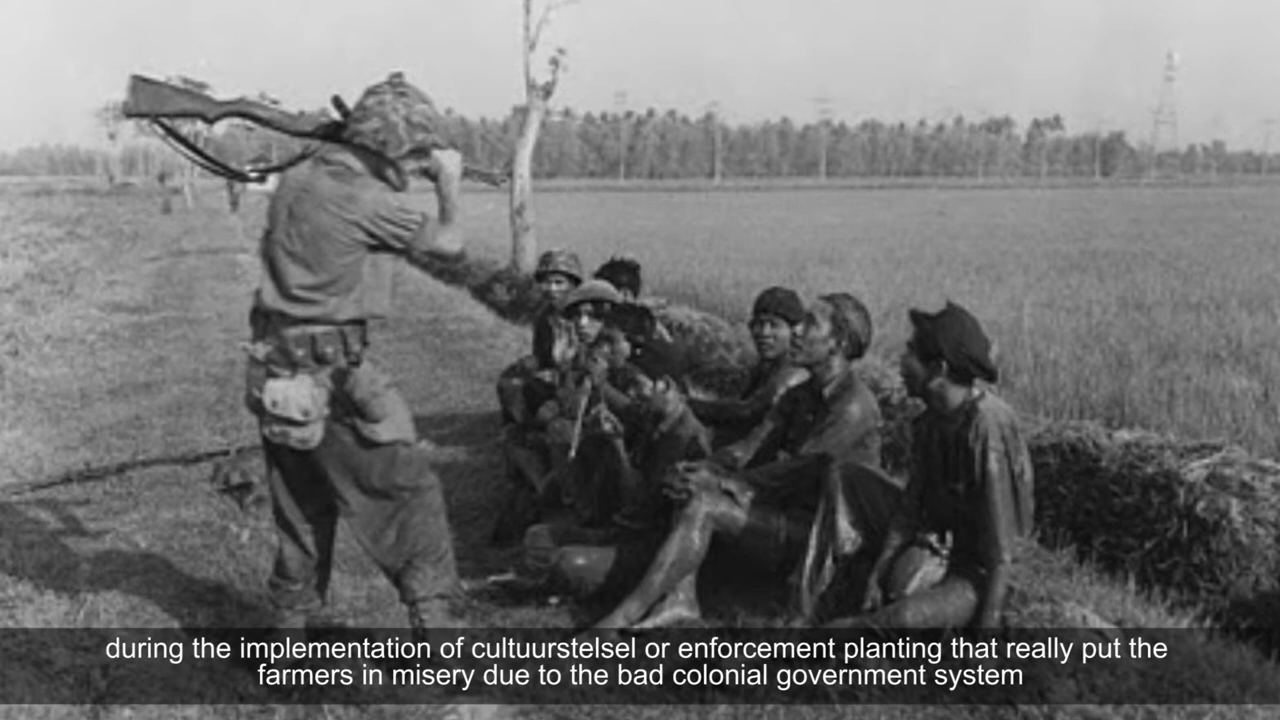 during the implementation of cultuurstelsel or enforcement planting that really put the
farmers in misery due to the bad colonial government system